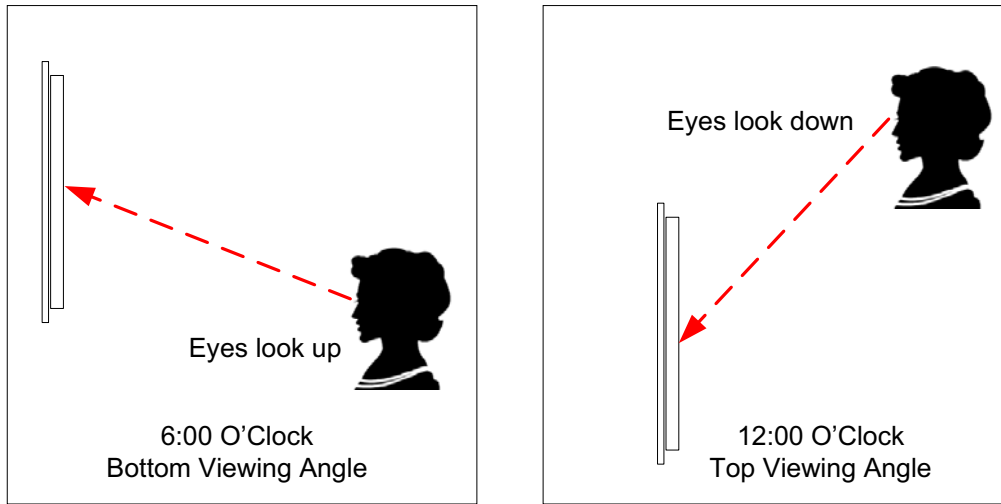 Eyes look up
6:00 O’Clock
Bottom Viewing Angle
Eyes look down
12:00 O’Clock
Top Viewing Angle